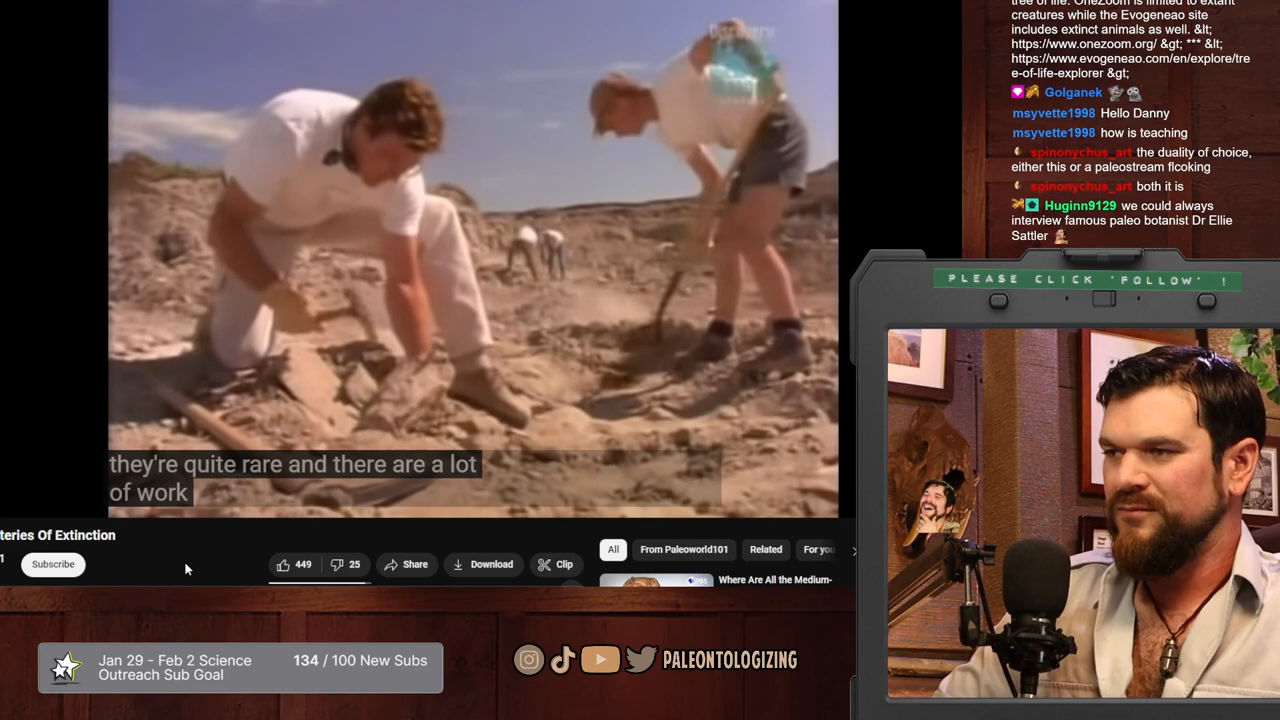 tree of life. OneZoom is limited to extant
creatures while the Evogeneao site
includes extinct animals as well. &lt;
https://www.onezoom.org/ &gt; *** &lt;
https://www.evogeneao.com/en/explore/tre
e-of-life-explorer &gt;
Golganek
msyvette1998 Hello Danny
msyvette1998 how is teaching
spinonychus_art the duality of choice,
either this or a paleostream flcoking
spinonychus_art both it is
Huginn9129 we could always
interview famous paleo botanist Dr Ellie
Sattler
PLEASE CLICK "FOLLOW" !
Discovery
they're quite rare and there are a lot
of work
teries Of Extinction
1
Subscribe
449
25
Share
Download
Clip
All
From Paleoworld101
Related
For you
Where Are All the Medium-
Jan 29 - Feb 2 Science
Outreach Sub Goal
134 / 100 New Subs
PALEONTOLOGIZING